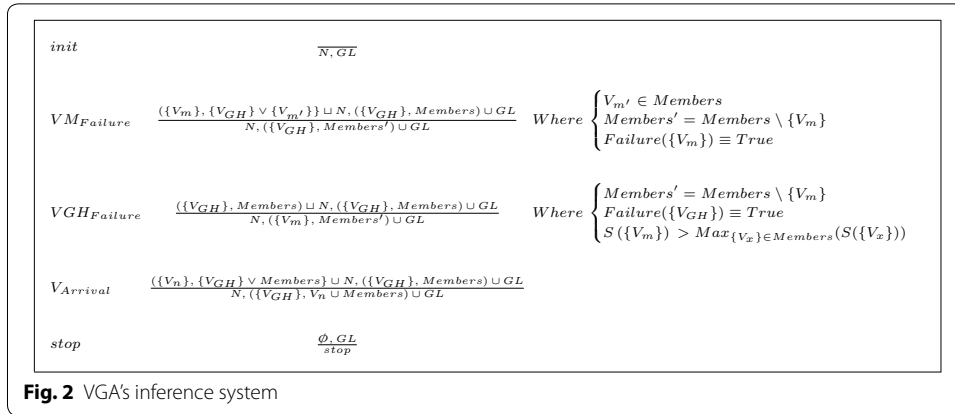 init
N, GL
({V_m}, {V_GH} ∨ {V_m'}} ⊔ N, ({V_GH}, Members) ∪ GL
VM_Failure
N, ({V_GH}, Members') ∪ GL
Where
V_m' ∈ Members
Members' = Members \ {V_m}
Failure({V_m}) ≡ True
({V_GH}, Members) ⊔ N, ({V_GH}, Members) ∪ GL
VGH_Failure
N, ({V_m}, Members') ∪ GL
Where
Members' = Members \ {V_m}
Failure({V_GH}) ≡ True
S({V_m}) > Max_{V_x}∈Members(S({V_x}))
({V_n}, {V_GH} ∨ Members} ⊔ N, ({V_GH}, Members) ∪ GL
V_Arrival
N, ({V_GH}, V_n ∪ Members) ∪ GL
stop
Ø, GL
stop
Fig. 2 VGA's inference system